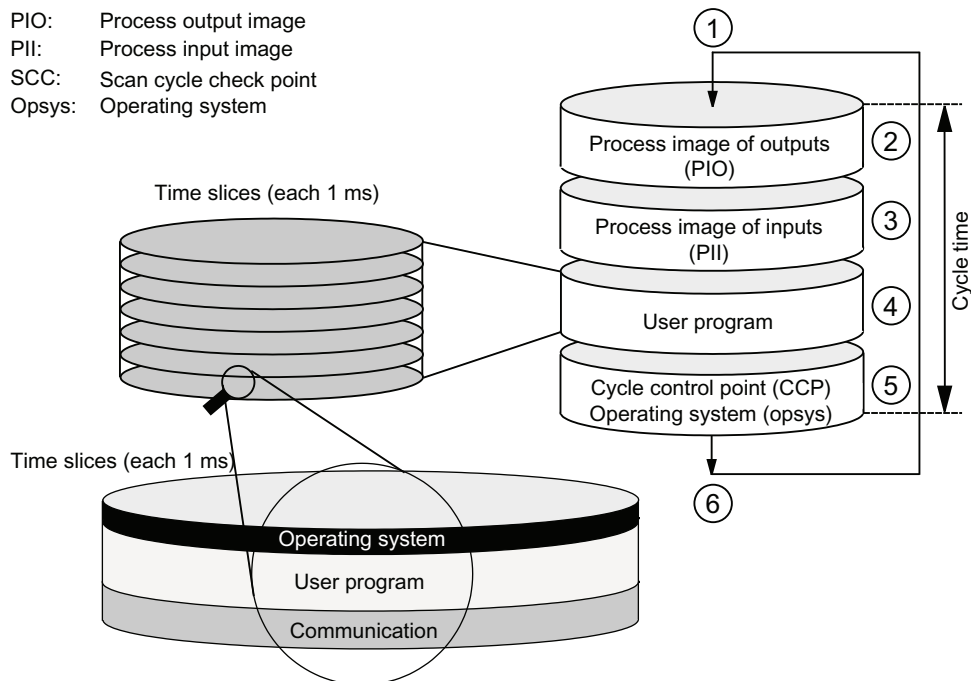 PIO: Process output image
PII: Process input image
SCC: Scan cycle check point
Opsys: Operating system
Time slices (each 1 ms)
Time slices (each 1 ms)
Operating system
User program
Communication
1
Process image of outputs
(PIO)
2
Process image of inputs
(PII)
3
User program
4
Cycle control point (CCP)
Operating system (opsys)
5
6
Cycle time